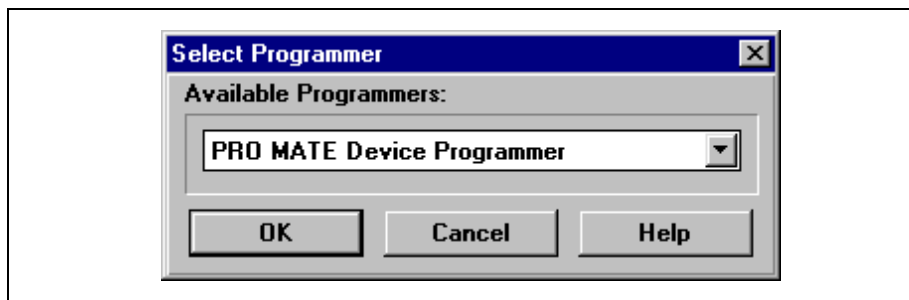 Select Programmer
Available Programmers:
PRO MATE Device Programmer
OK Cancel Help